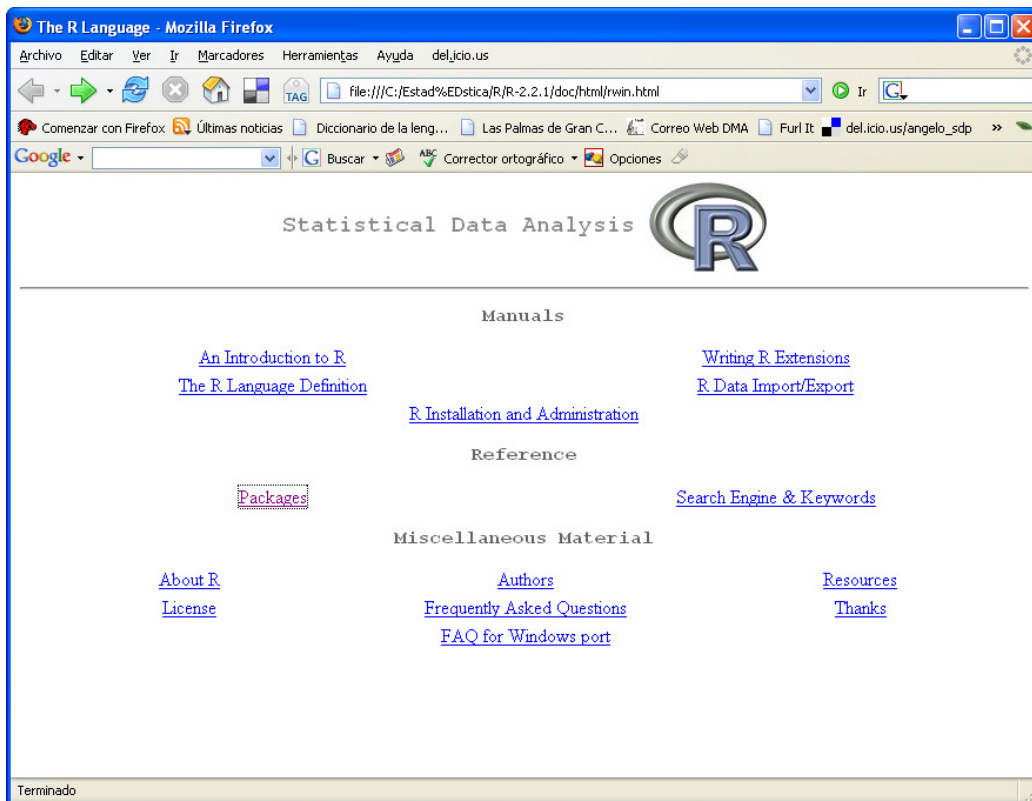 The R Language - Mozilla Firefox
Archivo Editar Ver Ir Marcadores Herramientas Ayuda del.icio.us
TAG file:///C:/Estad%EDstica/R/R-2.2.1/doc/html/rwin.html Ir G
Comenzar con Firefox Últimas noticias Diccionario de la leng... Las Palmas de Gran C... Correo Web DMA Furl It del.icio.us/angelo_sdp »
Google G Buscar ABC Corrector ortográfico Opciones
Statistical Data Analysis R
Manuals
An Introduction to R Writing R Extensions
The R Language Definition R Data Import/Export
R Installation and Administration
Reference
Packages Search Engine & Keywords
Miscellaneous Material
About R Authors Resources
License Frequently Asked Questions Thanks
FAQ for Windows port
Terminado